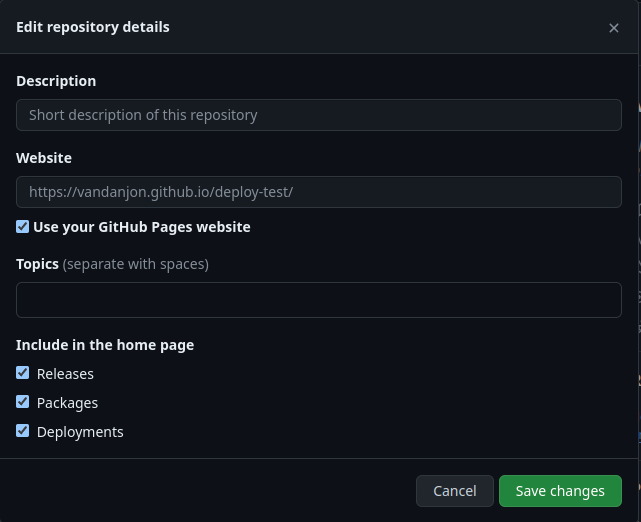 Edit repository details
Description
Short description of this repository
Website
https://vandanjon.github.io/deploy-test/
Use your GitHub Pages website
Topics (separate with spaces)
Include in the home page
Releases
Packages
Deployments
Cancel
Save changes